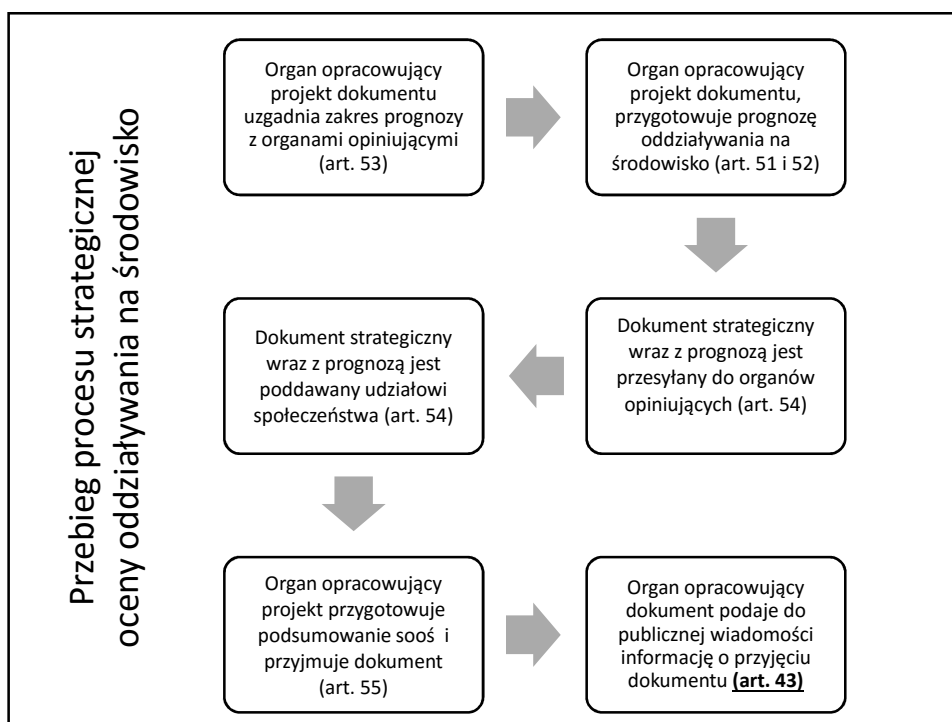 Przebieg procesu strategicznej
oceny oddziaływania na środowisko
Organ opracowujący
projekt dokumentu
uzgadnia zakres prognozy
z organami opiniującymi
(art. 53)
Organ opracowujący
projekt dokumentu,
przygotowuje prognozę
oddziaływania na
środowisko (art. 51 i 52)
Dokument strategiczny
wraz z prognozą jest
przesyłany do organów
opiniujących (art. 54)
Dokument strategiczny
wraz z prognozą jest
poddawany udziałowi
społeczeństwa (art. 54)
Organ opracowujący
projekt przygotowuje
podsumowanie sooś i
przyjmuje dokument
(art. 55)
Organ opracowujący
dokument podaje do
publicznej wiadomości
informację o przyjęciu
dokumentu (art. 43)